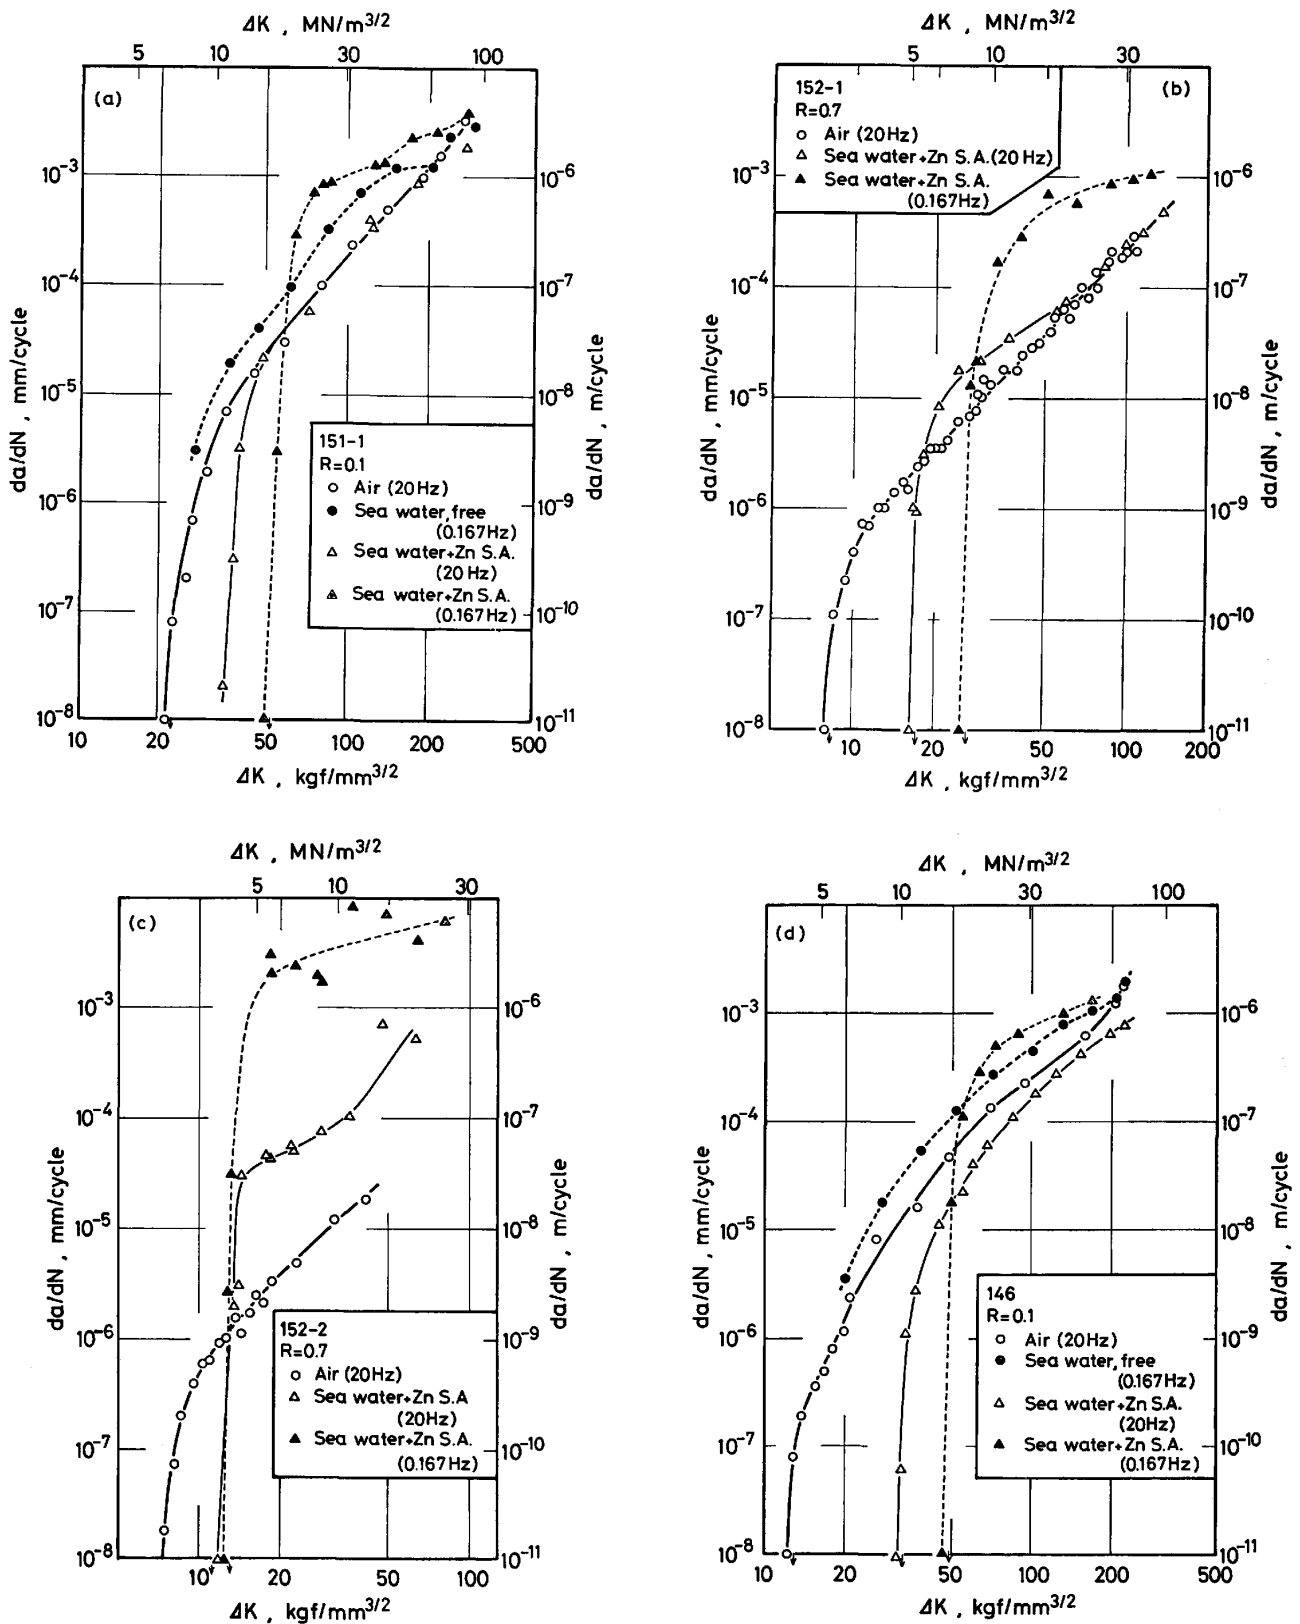 ΔK , MN/m3/2
5 10 30 100
(a)
10-3
10-4
10-5
10-6
10-7
10-8
da/dN , mm/cycle
10-6
10-7
10-8
10-9
10-10
10-11
da/dN , m/cycle
151-1
R=0.1
○ Air (20Hz)
● Sea water, free
(0.167Hz)
△ Sea water+Zn S.A.
(20Hz)
▲ Sea water+Zn S.A.
(0.167Hz)
10 20 50 100 200 500
ΔK , kgf/mm3/2
ΔK , MN/m3/2
5 10 30
(b)
152-1
R=0.7
○ Air (20Hz)
△ Sea water+Zn S.A.(20Hz)
▲ Sea water+Zn S.A.
(0.167Hz)
10-3
10-4
10-5
10-6
10-7
10-8
da/dN , mm/cycle
10-6
10-7
10-8
10-9
10-10
10-11
da/dN , m/cycle
10 20 50 100 200
ΔK , kgf/mm3/2
ΔK , MN/m3/2
5 10 30
(c)
10-3
10-4
10-5
10-6
10-7
10-8
da/dN , mm/cycle
10-6
10-7
10-8
10-9
10-10
10-11
da/dN , m/cycle
152-2
R=0.7
○ Air (20Hz)
△ Sea water+Zn S.A
(20Hz)
▲ Sea water+Zn S.A.
(0.167Hz)
10 20 50 100
ΔK , kgf/mm3/2
ΔK , MN/m3/2
5 10 30 100
(d)
10-3
10-4
10-5
10-6
10-7
10-8
da/dN , mm/cycle
10-6
10-7
10-8
10-9
10-10
10-11
da/dN , m/cycle
146
R=0.1
○ Air (20Hz)
● Sea water, free
(0.167Hz)
△ Sea water+Zn S.A.
(20Hz)
▲ Sea water+Zn S.A.
(0.167Hz)
10 20 50 100 200 500
ΔK , kgf/mm3/2